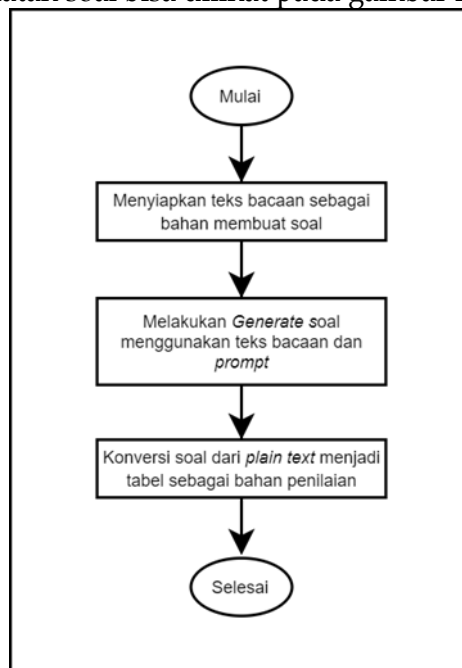 Mulai
Menyiapkan teks bacaan sebagai
bahan membuat soal
Melakukan Generate soal
menggunakan teks bacaan dan
prompt
Konversi soal dari plain text menjadi
tabel sebagai bahan penilaian
Selesai